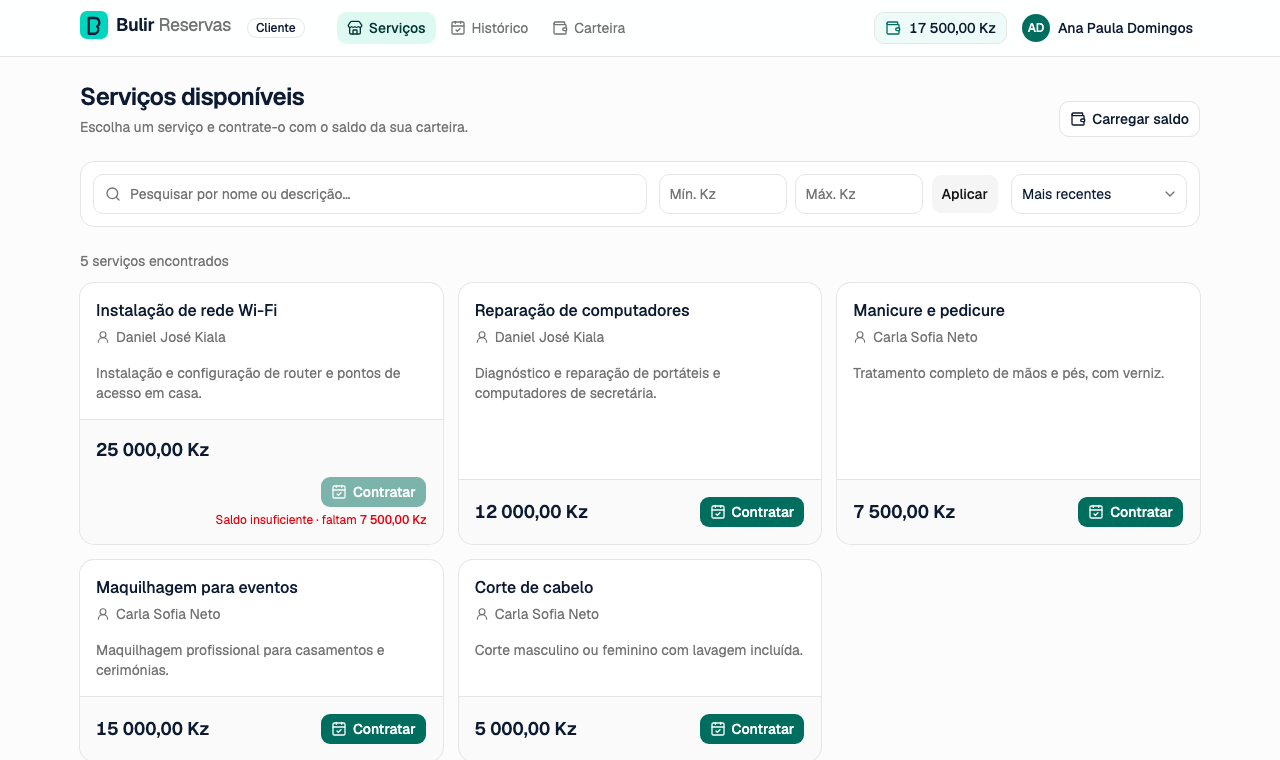 Bulir Reservas Cliente Serviços Histórico Carteira 17 500,00 Kz AD Ana Paula Domingos
Serviços disponíveis
Escolha um serviço e contrate-o com o saldo da sua carteira.
Carregar saldo
Pesquisar por nome ou descrição... Mín. Kz Máx. Kz Aplicar Mais recentes
5 serviços encontrados
Instalação de rede Wi-Fi
Daniel José Kiala
Instalação e configuração de router e pontos de
acesso em casa.
25 000,00 Kz
Contratar
Saldo insuficiente · faltam 7 500,00 Kz
Reparação de computadores
Daniel José Kiala
Diagnóstico e reparação de portáteis e
computadores de secretária.
12 000,00 Kz Contratar
Manicure e pedicure
Carla Sofia Neto
Tratamento completo de mãos e pés, com verniz.
7 500,00 Kz Contratar
Maquilhagem para eventos
Carla Sofia Neto
Maquilhagem profissional para casamentos e
cerimónias.
15 000,00 Kz Contratar
Corte de cabelo
Carla Sofia Neto
Corte masculino ou feminino com lavagem incluída.
5 000,00 Kz Contratar